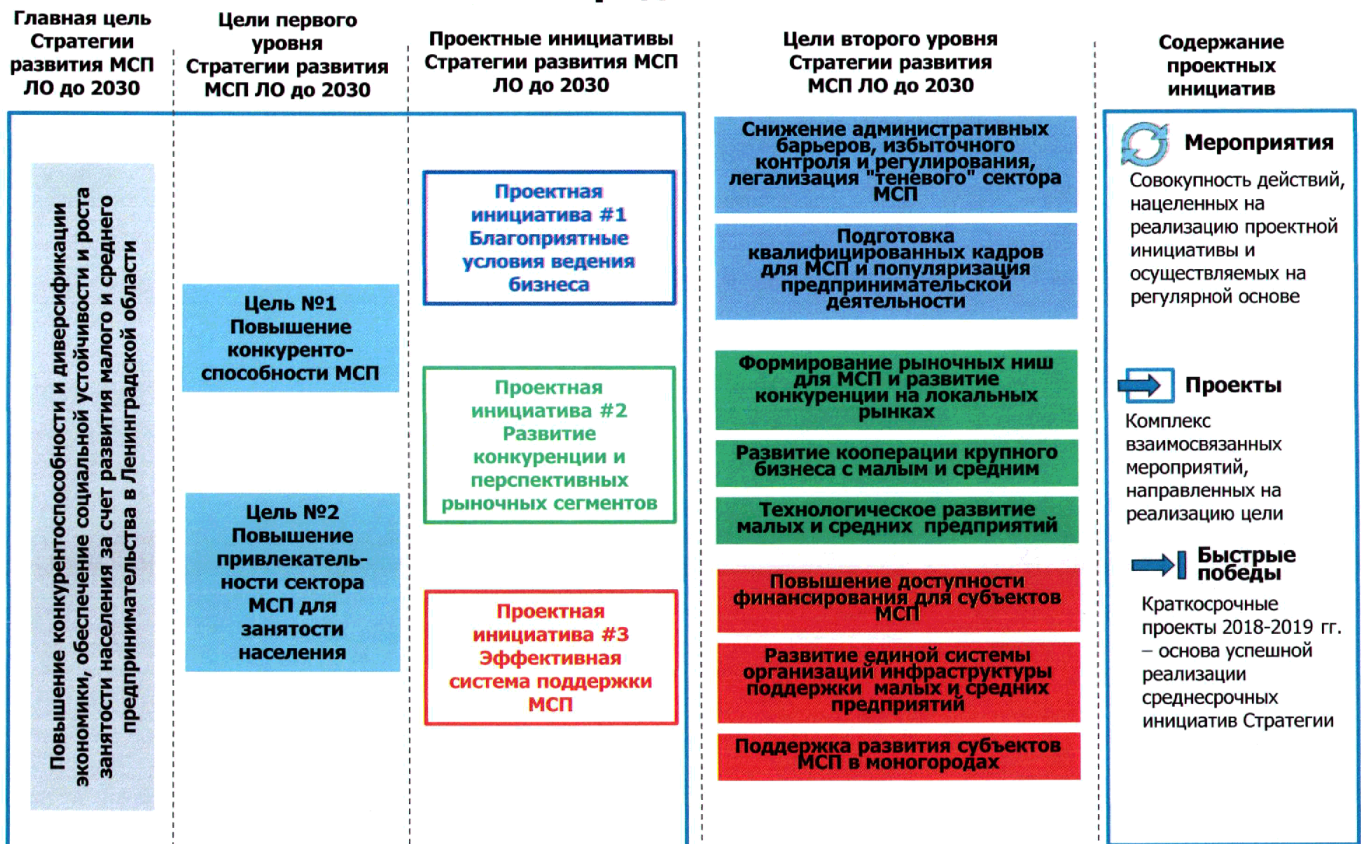 Главная цель
Стратегии
развития МСП
ЛО до 2030
Цели первого
уровня
Стратегии развития
МСП ЛО до 2030
Проектные инициативы
Стратегии развития МСП
ЛО до 2030
Цели второго уровня
Стратегии развития
МСП ЛО до 2030
Содержание
проектных
инициатив
Повышение конкурентоспособности и диверсификации
экономики, обеспечение социальной устойчивости и роста
занятости населения за счет развития малого и среднего
предпринимательства в Ленинградской области
Цель №1
Повышение
конкуренто-
способности МСП
Цель №2
Повышение
привлекатель-
ности сектора
МСП для
занятости
населения
Проектная
инициатива #1
Благоприятные
условия ведения
бизнеса
Проектная
инициатива #2
Развитие
конкуренции и
перспективных
рыночных сегментов
Проектная
инициатива #3
Эффективная
система поддержки
МСП
Снижение административных
барьеров, избыточного
контроля и регулирования,
легализация "теневого" сектора
МСП
Подготовка
квалифицированных кадров
для МСП и популяризация
предпринимательской
деятельности
Формирование рыночных ниш
для МСП и развитие
конкуренции на локальных
рынках
Развитие кооперации крупного
бизнеса с малым и средним
Технологическое развитие
малых и средних предприятий
Повышение доступности
финансирования для субъектов
МСП
Развитие единой системы
организаций инфраструктуры
поддержки малых и средних
предприятий
Поддержка развития субъектов
МСП в моногородах
Мероприятия
Совокупность действий,
нацеленных на
реализацию проектной
инициативы и
осуществляемых на
регулярной основе
Проекты
Комплекс
взаимосвязанных
мероприятий,
направленных на
реализацию цели
Быстрые
победы
Краткосрочные
проекты 2018-2019 гг.
– основа успешной
реализации
среднесрочных
инициатив Стратегии